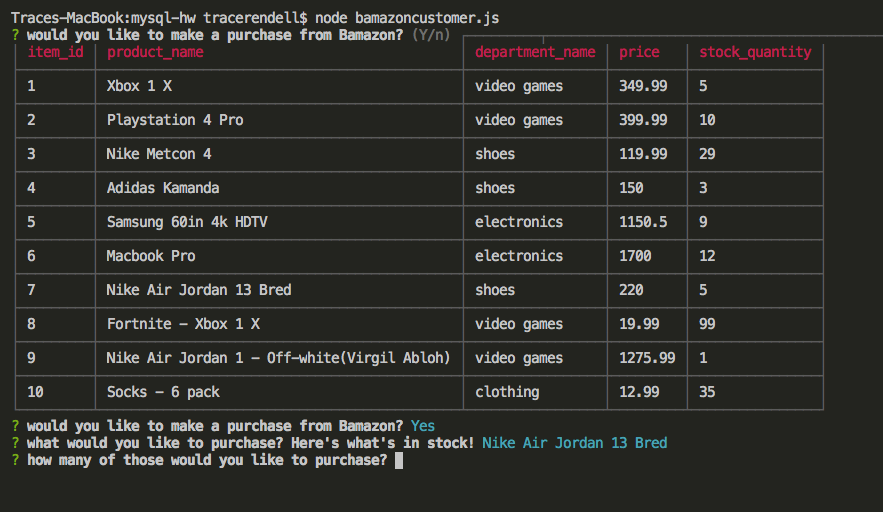 Traces-MacBook:mysql-hw tracerendell$ node bamazoncustomer.js
? would you like to make a purchase from Bamazon? (Y/n)
item_id product_name department_name price stock_quantity
1 Xbox 1 X video games 349.99 5
2 Playstation 4 Pro video games 399.99 10
3 Nike Metcon 4 shoes 119.99 29
4 Adidas Kamanda shoes 150 3
5 Samsung 60in 4k HDTV electronics 1150.5 9
6 Macbook Pro electronics 1700 12
7 Nike Air Jordan 13 Bred shoes 220 5
8 Fortnite - Xbox 1 X video games 19.99 99
9 Nike Air Jordan 1 - Off-white(Virgil Abloh) video games 1275.99 1
10 Socks - 6 pack clothing 12.99 35
? would you like to make a purchase from Bamazon? Yes
? what would you like to purchase? Here's what's in stock! Nike Air Jordan 13 Bred
? how many of those would you like to purchase?